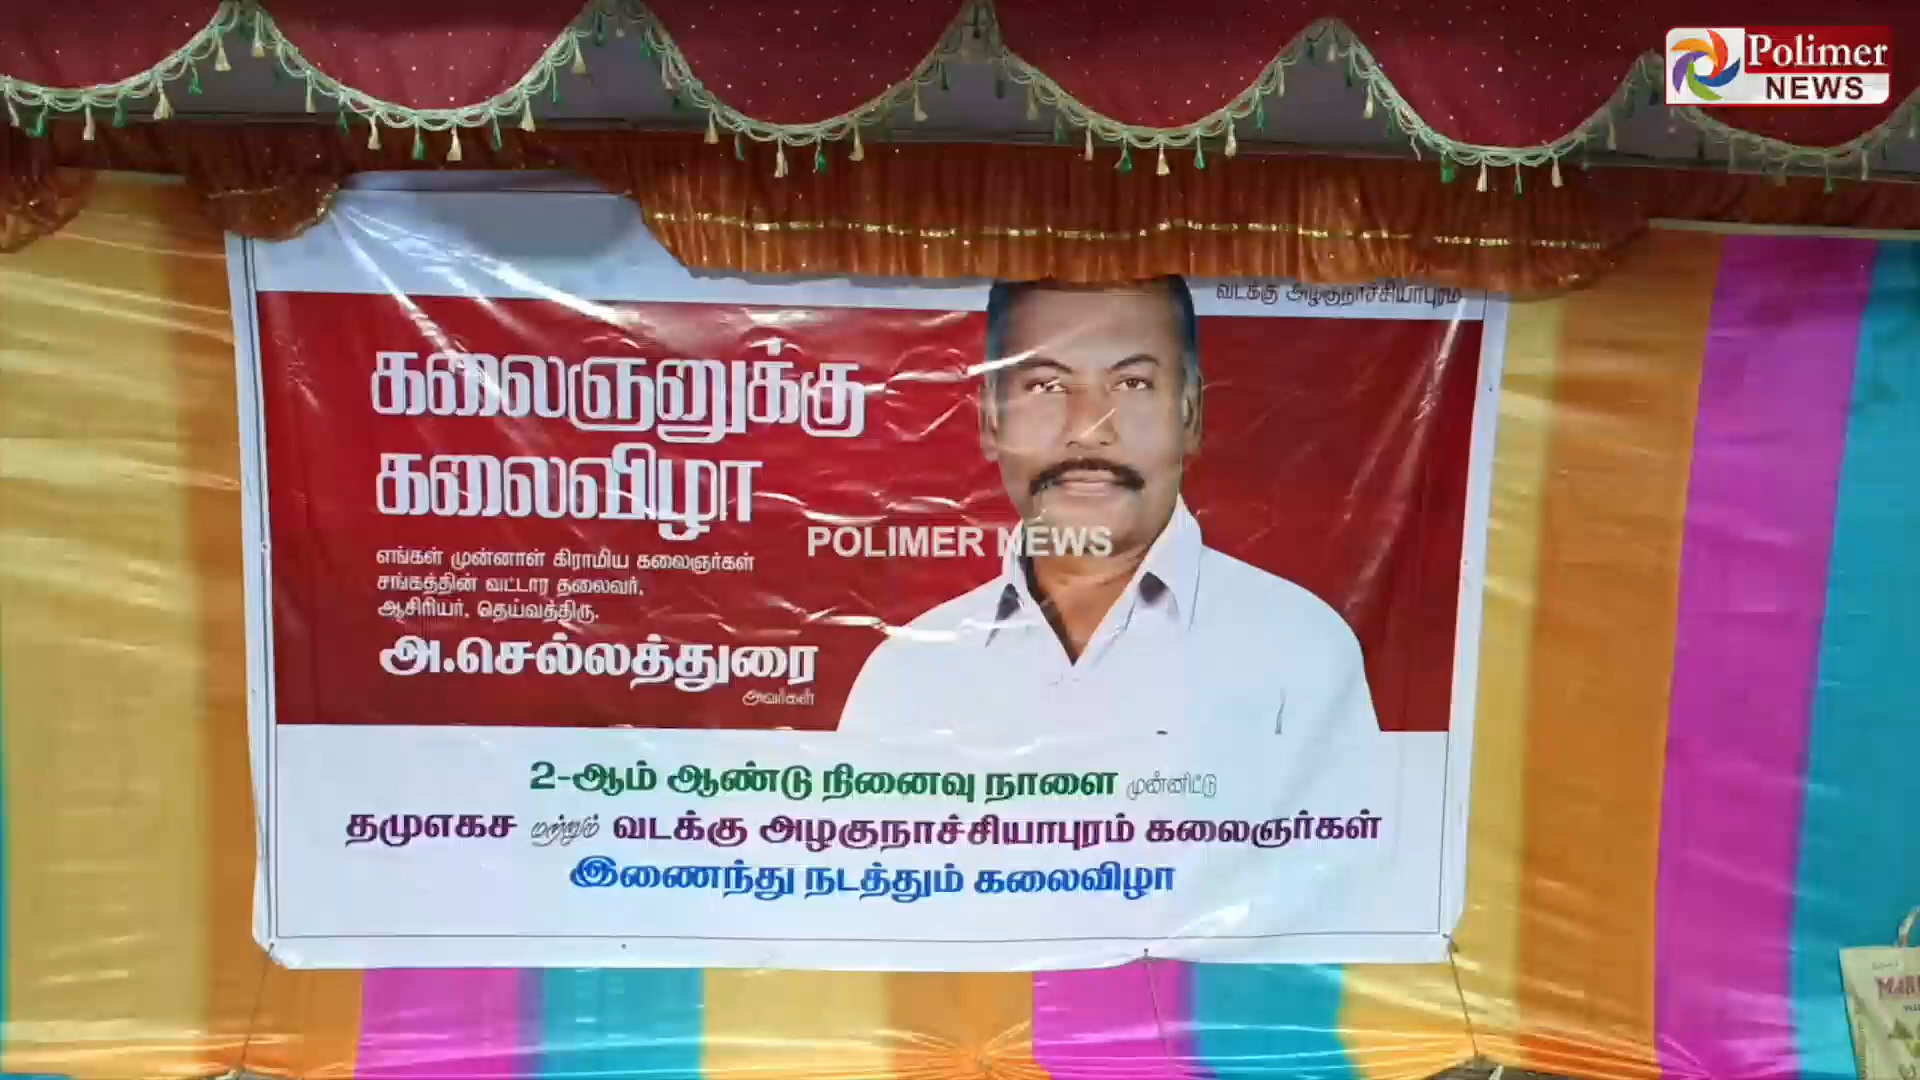 Polimer
NEWS
வடக்கு அழகுநாச்சியாபுரம்
கலைஞனுக்கு
கலைவிழா
POLIMER NEWS
எங்கள் முன்னாள் கிராமிய கலைஞர்கள்
சங்கத்தின் வட்டார தலைவர்,
ஆசிரியர், தெய்வத்திரு.
அ.செல்லத்துரை
அவர்கள்
2-ஆம் ஆண்டு நினைவு நாளை முன்னிட்டு
தமுஎகச மற்றும் வடக்கு அழகுநாச்சியாபுரம் கலைஞர்கள்
இணைந்து நடத்தும் கலைவிழா